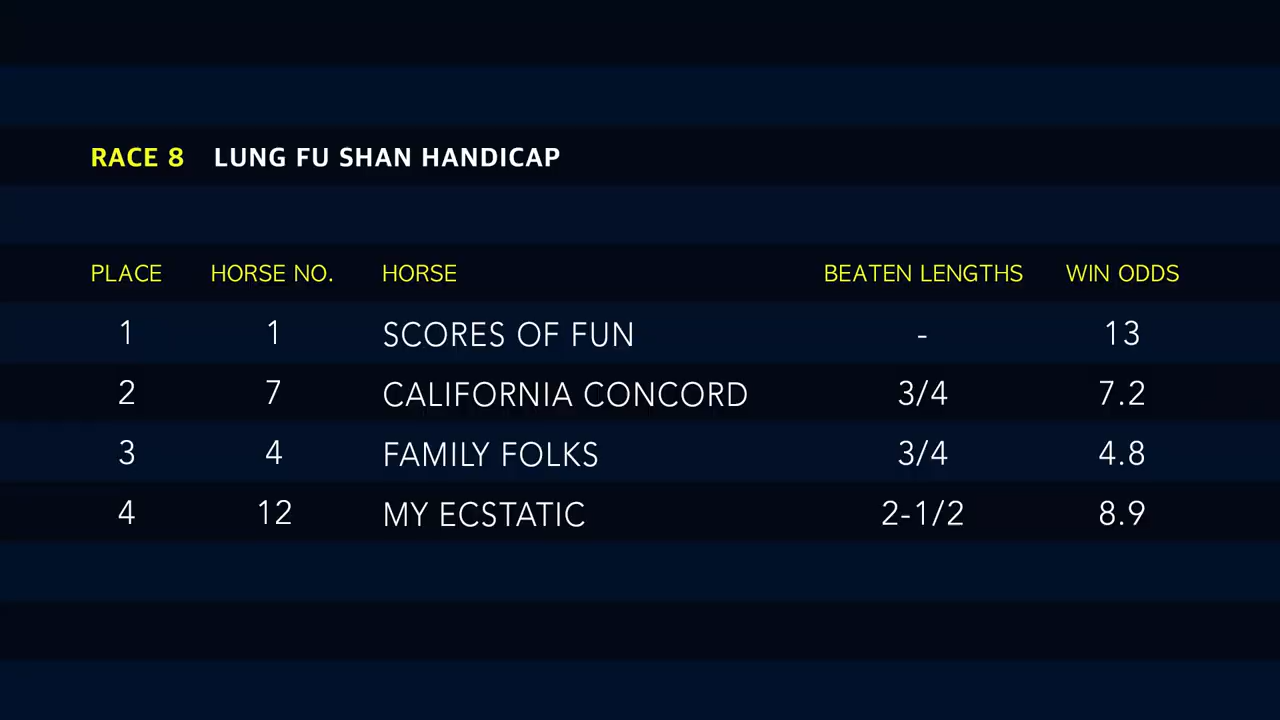 RACE 8 LUNG FU SHAN HANDICAP
PLACE HORSE NO. HORSE BEATEN LENGTHS WIN ODDS
1 1 SCORES OF FUN - 13
2 7 CALIFORNIA CONCORD 3/4 7.2
3 4 FAMILY FOLKS 3/4 4.8
4 12 MY ECSTATIC 2-1/2 8.9